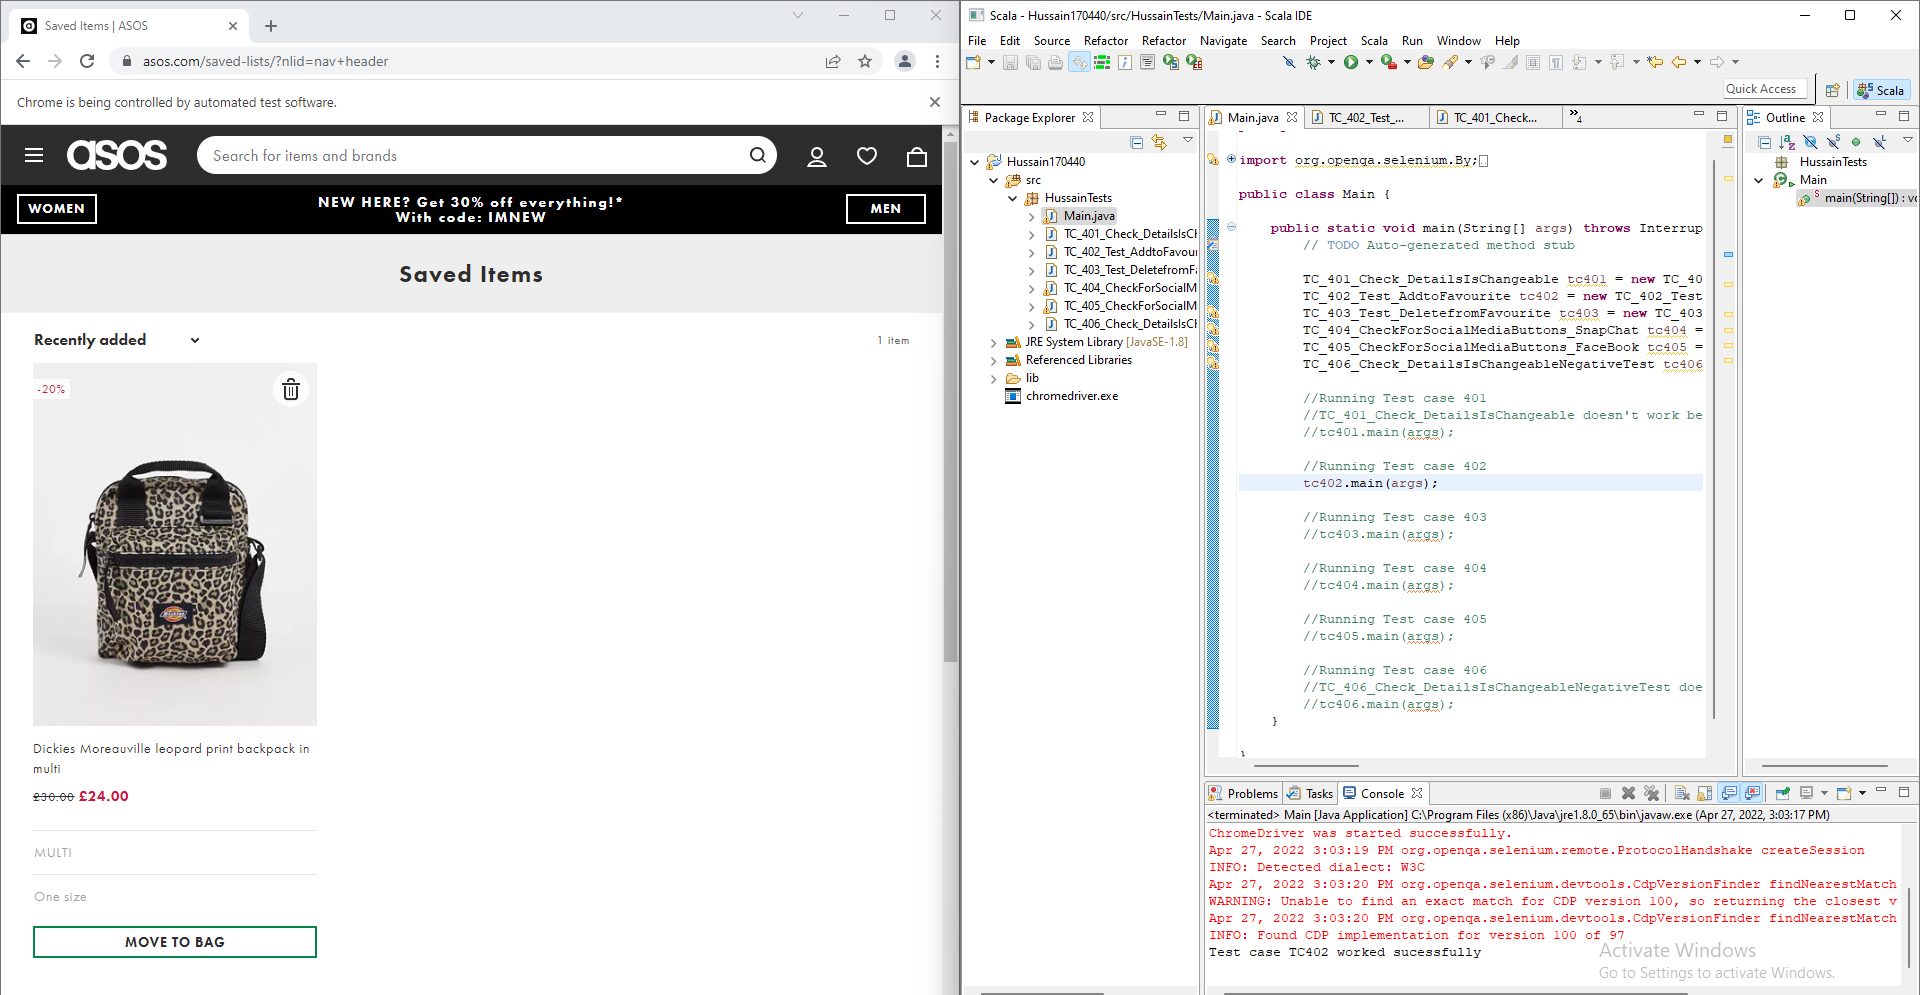 Saved Items | ASOS
asos.com/saved-lists/?nlid=nav+header
Chrome is being controlled by automated test software.
asos
Search for items and brands
WOMEN
NEW HERE? Get 30% off everything!*
With code: IMNEW
MEN
Saved Items
Recently added
1 item
-20%
Dickies
Dickies Moreauville leopard print backpack in
multi
£30.00 £24.00
MULTI
One size
MOVE TO BAG
Scala - Hussain170440/src/HussainTests/Main.java - Scala IDE
File Edit Source Refactor Refactor Navigate Search Project Scala Run Window Help
Quick Access
Scala
Package Explorer
Hussain170440
src
HussainTests
Main.java
TC_401_Check_DetailsIsCh
TC_402_Test_AddtoFavou
TC_403_Test_DeletefromF
TC_404_CheckForSocialM
TC_405_CheckForSocialM
TC_406_Check_DetailsIsCh
JRE System Library [JavaSE-1.8]
Referenced Libraries
lib
chromedriver.exe
Main.java TC_402_Test_... TC_401_Check... »4
import org.openqa.selenium.By;
public class Main {
public static void main(String[] args) throws Interrup
// TODO Auto-generated method stub
TC_401_Check_DetailsIsChangeable tc401 = new TC_40
TC_402_Test_AddtoFavourite tc402 = new TC_402_Test
TC_403_Test_DeletefromFavourite tc403 = new TC_403
TC_404_CheckForSocialMediaButtons_SnapChat tc404 =
TC_405_CheckForSocialMediaButtons_FaceBook tc405 =
TC_406_Check_DetailsIsChangeableNegativeTest tc406
//Running Test case 401
//TC_401_Check_DetailsIsChangeable doesn't work be
//tc401.main(args);
//Running Test case 402
tc402.main(args);
//Running Test case 403
//tc403.main(args);
//Running Test case 404
//tc404.main(args);
//Running Test case 405
//tc405.main(args);
//Running Test case 406
//TC_406_Check_DetailsIsChangeableNegativeTest doe
//tc406.main(args);
}
}
Outline
HussainTests
Main
main(String[]) : vo
Problems Tasks Console
<terminated> Main [Java Application] C:\Program Files (x86)\Java\jre1.8.0_65\bin\javaw.exe (Apr 27, 2022, 3:03:17 PM)
ChromeDriver was started successfully.
Apr 27, 2022 3:03:19 PM org.openqa.selenium.remote.ProtocolHandshake createSession
INFO: Detected dialect: W3C
Apr 27, 2022 3:03:20 PM org.openqa.selenium.devtools.CdpVersionFinder findNearestMatch
WARNING: Unable to find an exact match for CDP version 100, so returning the closest v
Apr 27, 2022 3:03:20 PM org.openqa.selenium.devtools.CdpVersionFinder findNearestMatch
INFO: Found CDP implementation for version 100 of 97
Test case TC402 worked sucessfully
Activate Windows
Go to Settings to activate Windows.